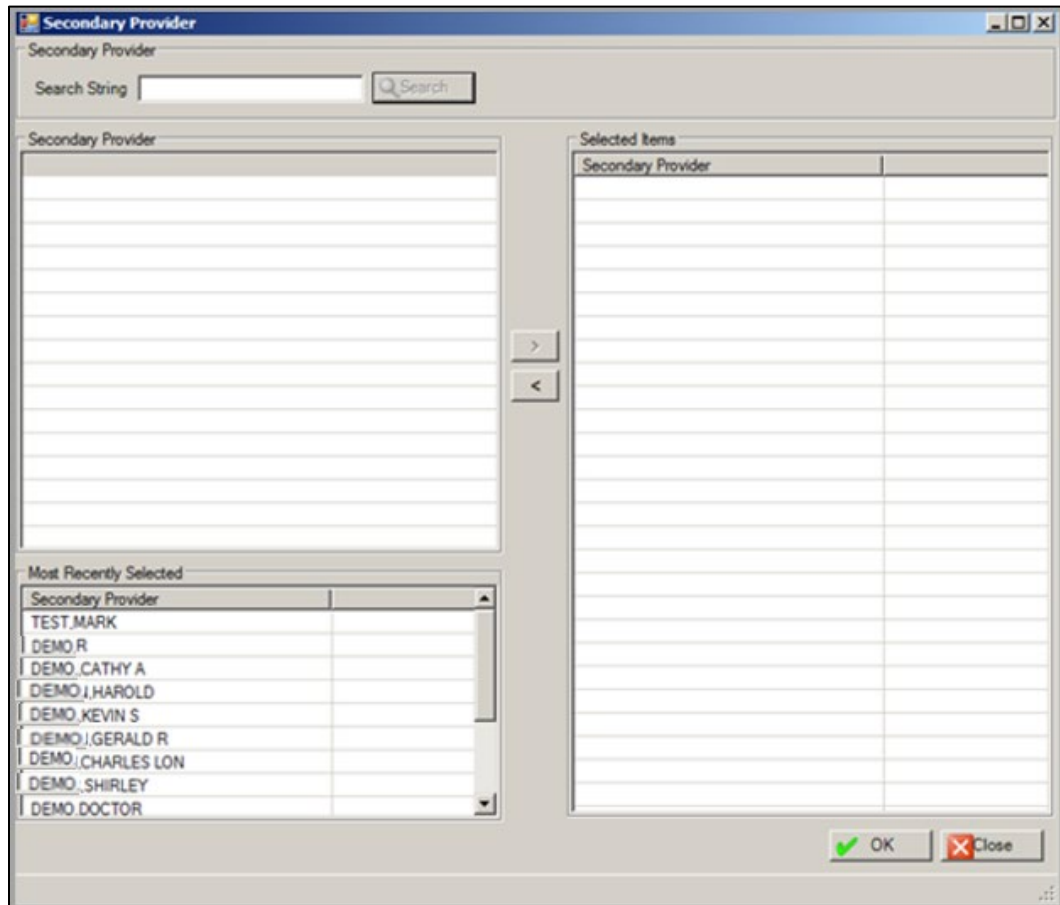 Secondary Provider
Secondary Provider
Search String
Search
Secondary Provider
Selected Items
Secondary Provider
>
<
Most Recently Selected
Secondary Provider
TEST,MARK
DEMO,R
DEMO,CATHY A
DEMO,HAROLD
DEMO,KEVIN S
DEMO,GERALD R
DEMO,CHARLES LON
DEMO,SHIRLEY
DEMO,DOCTOR
OK
Close